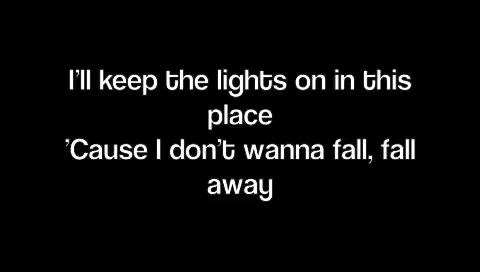 I'll keep the lights on in this
place
'Cause I don't wanna fall, fall
away